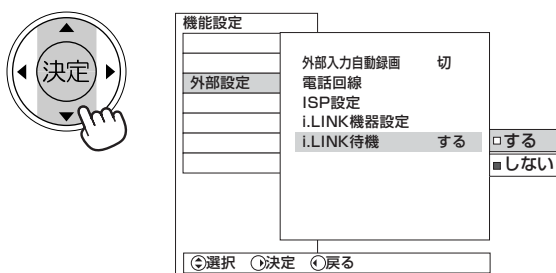 決定
機能設定
外部設定
外部入力自動録画 切
電話回線
ISP設定
i.LINK機器設定
i.LINK待機 する
する
しない
選択 決定 戻る